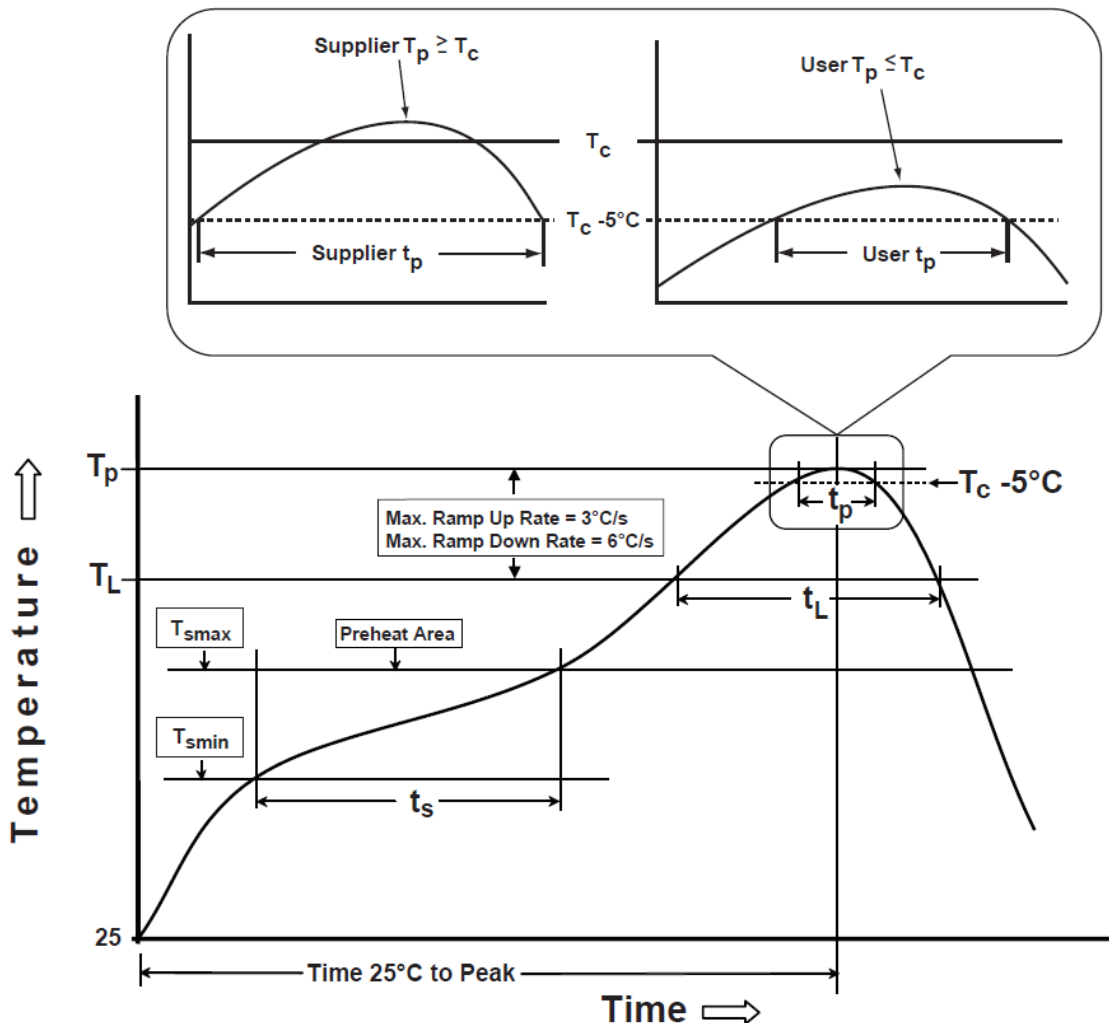 Supplier Tp ≥ Tc
User Tp ≤ Tc
Tc
Tc -5°C
Supplier tp
User tp
Tp
Tc -5°C
tp
Max. Ramp Up Rate = 3°C/s
Max. Ramp Down Rate = 6°C/s
TL
tL
Tsmax
Preheat Area
Tsmin
ts
Temperature
25
Time 25°C to Peak
Time